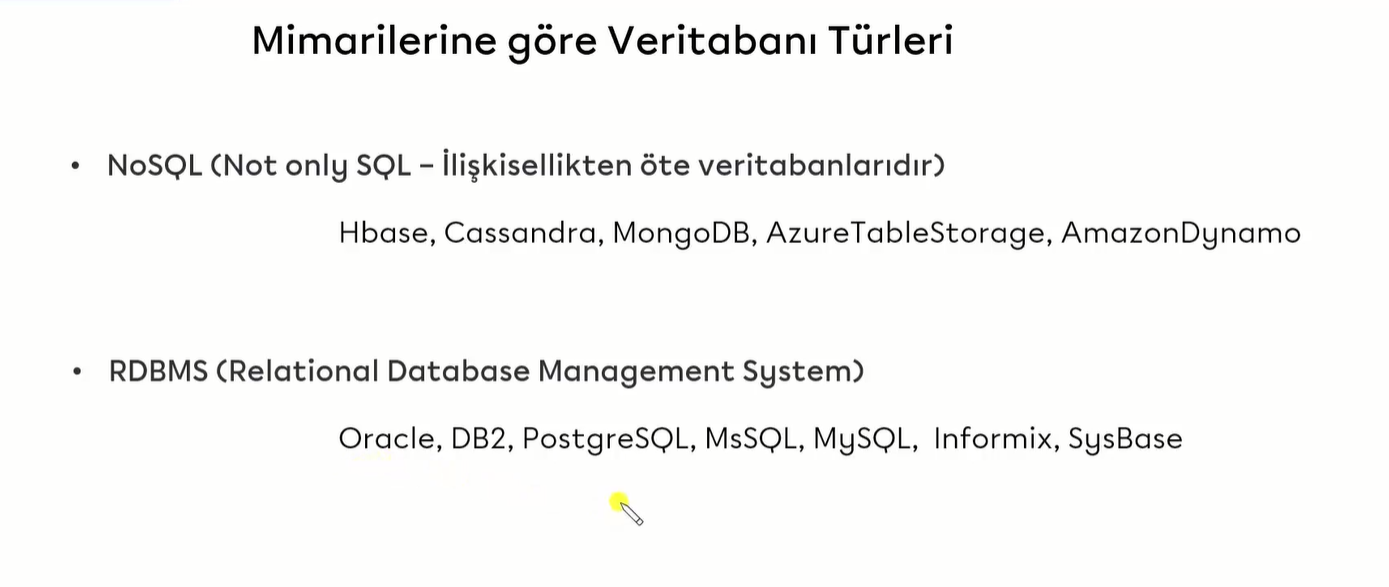 Mimarilerine göre Veritabanı Türleri
• NoSQL (Not only SQL – İlişkisellikten öte veritabanlarıdır)
Hbase, Cassandra, MongoDB, AzureTableStorage, AmazonDynamo
• RDBMS (Relational Database Management System)
Oracle, DB2, PostgreSQL, MsSQL, MySQL, Informix, SysBase